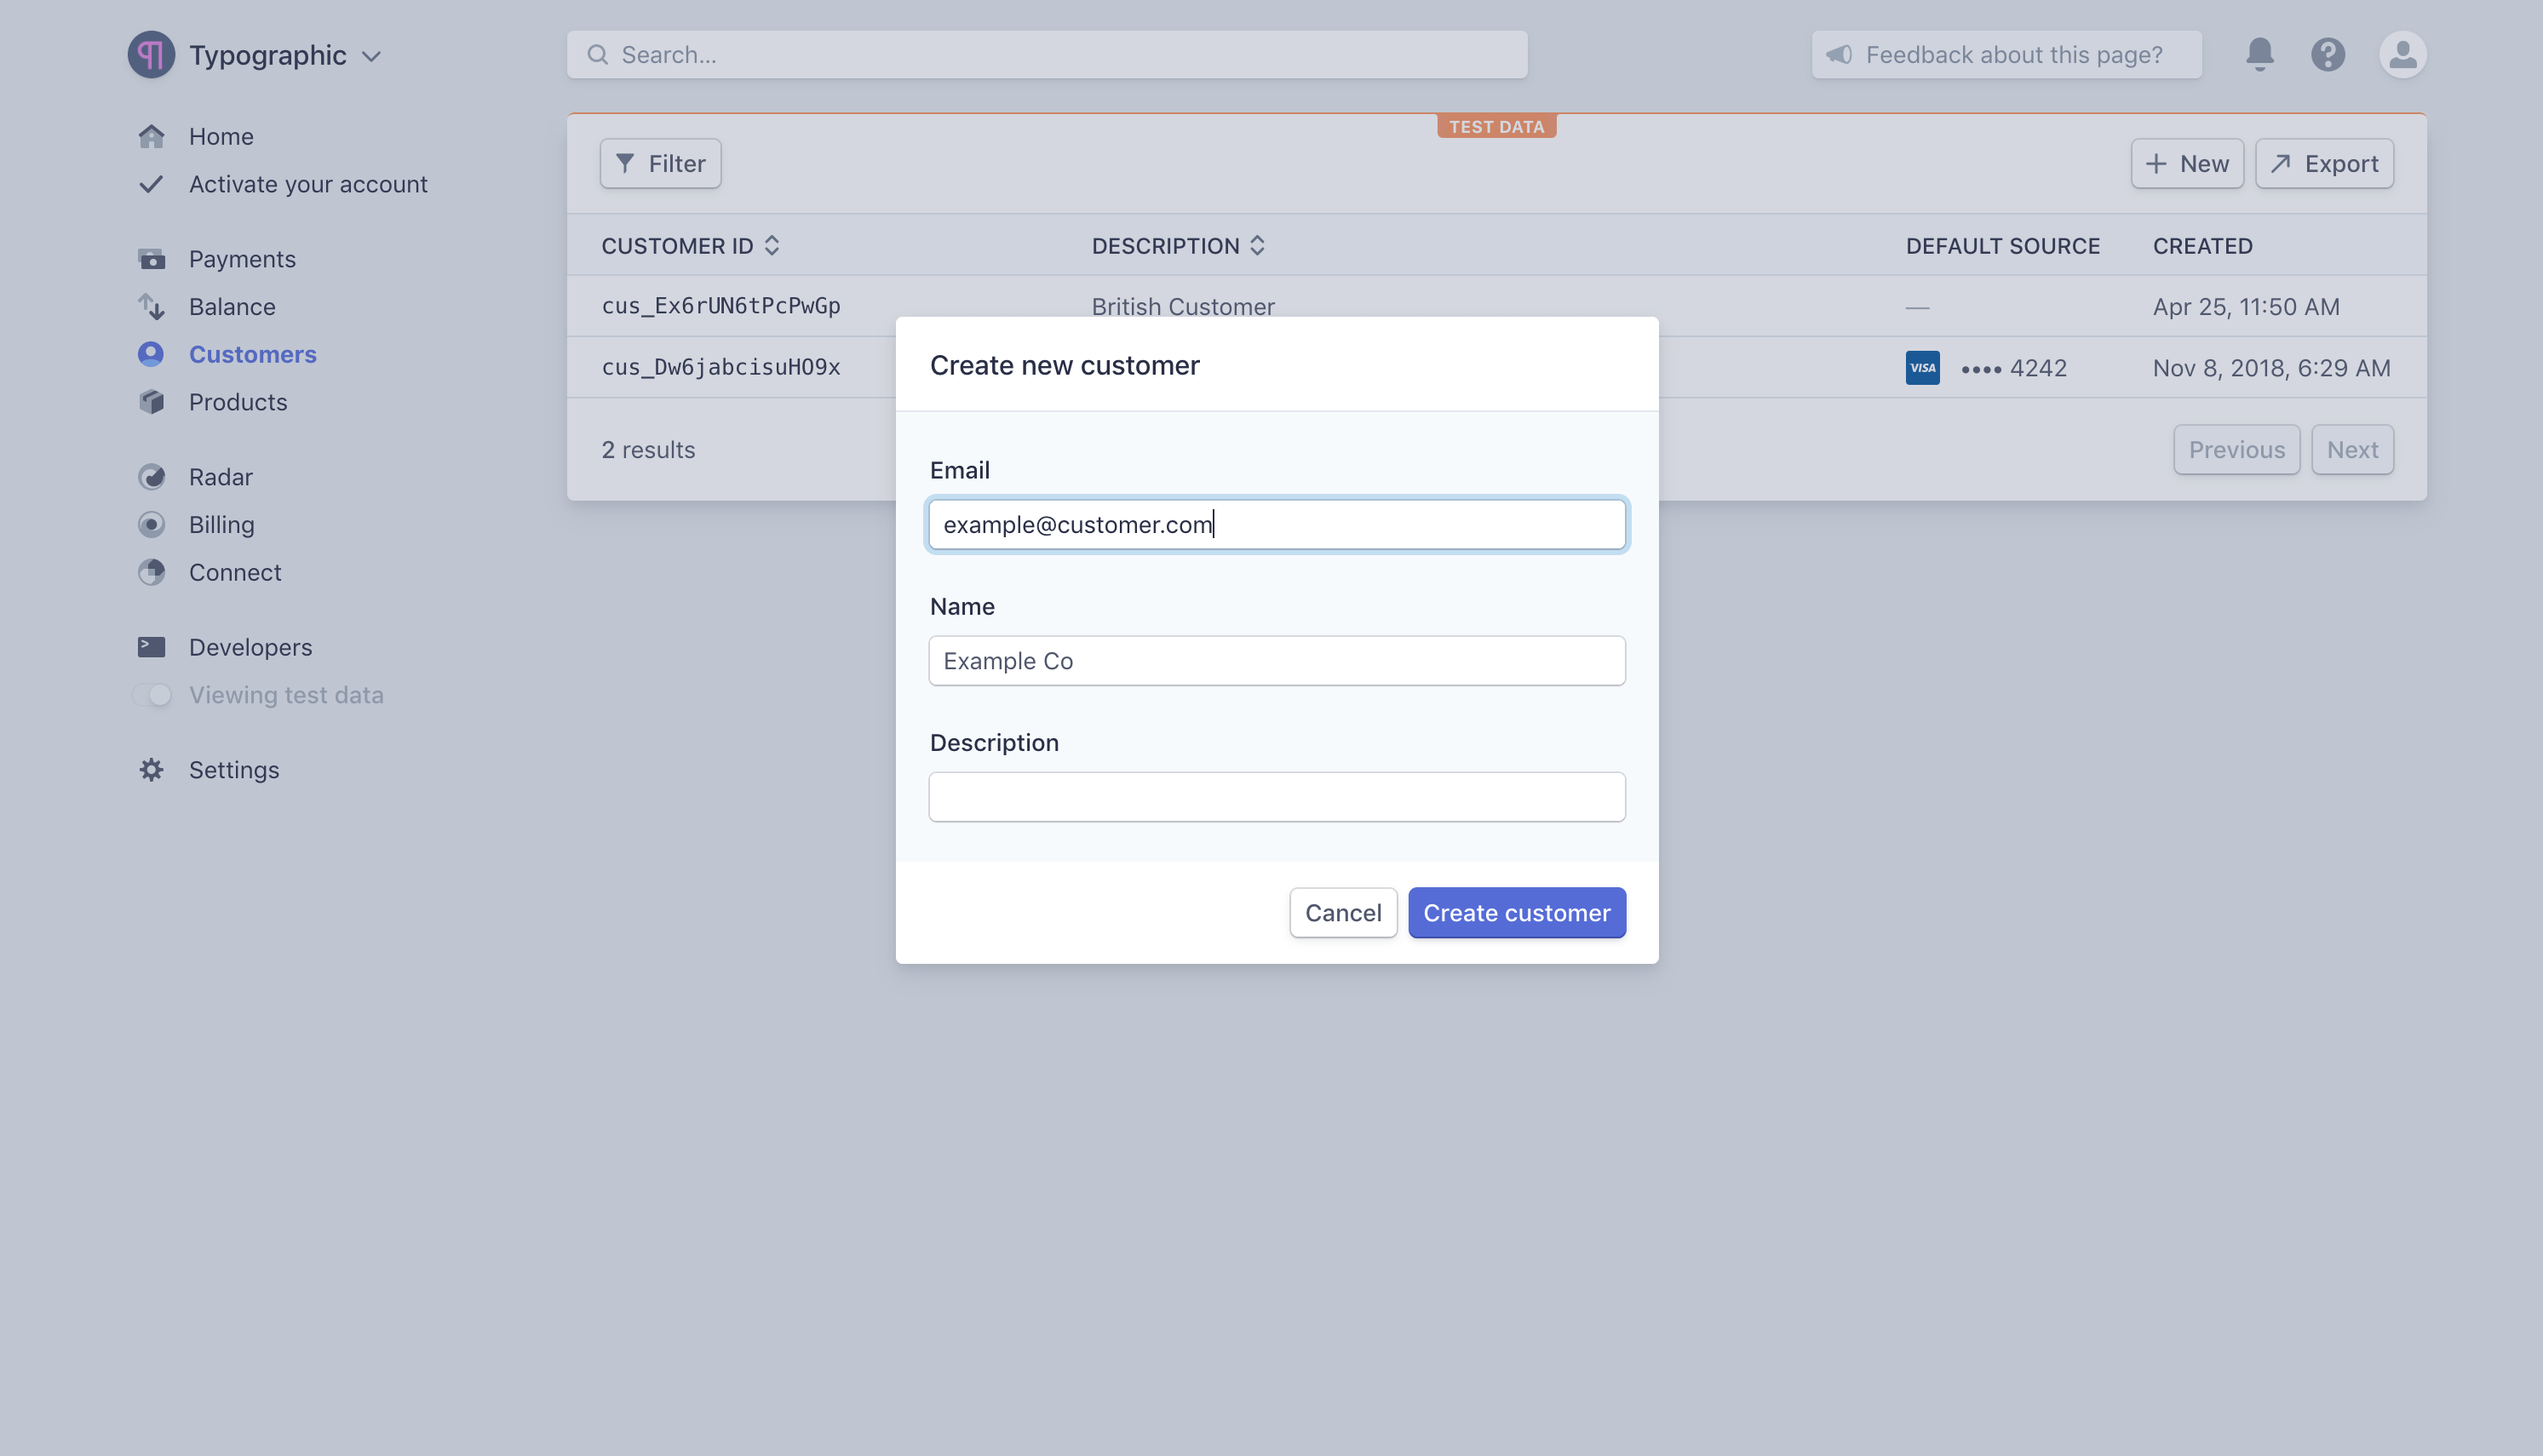 Typographic
Search...
Feedback about this page?
Home
Activate your account
Payments
Balance
Customers
Products
Radar
Billing
Connect
Developers
Viewing test data
Settings
TEST DATA
Filter
New
Export
CUSTOMER ID
DESCRIPTION
DEFAULT SOURCE
CREATED
cus_Ex6rUN6tPcPwGp
British Customer
—
Apr 25, 11:50 AM
cus_Dw6jabcisuHO9x
VISA •••• 4242
Nov 8, 2018, 6:29 AM
2 results
Previous
Next
Create new customer
Email
example@customer.com
Name
Example Co
Description
Cancel
Create customer